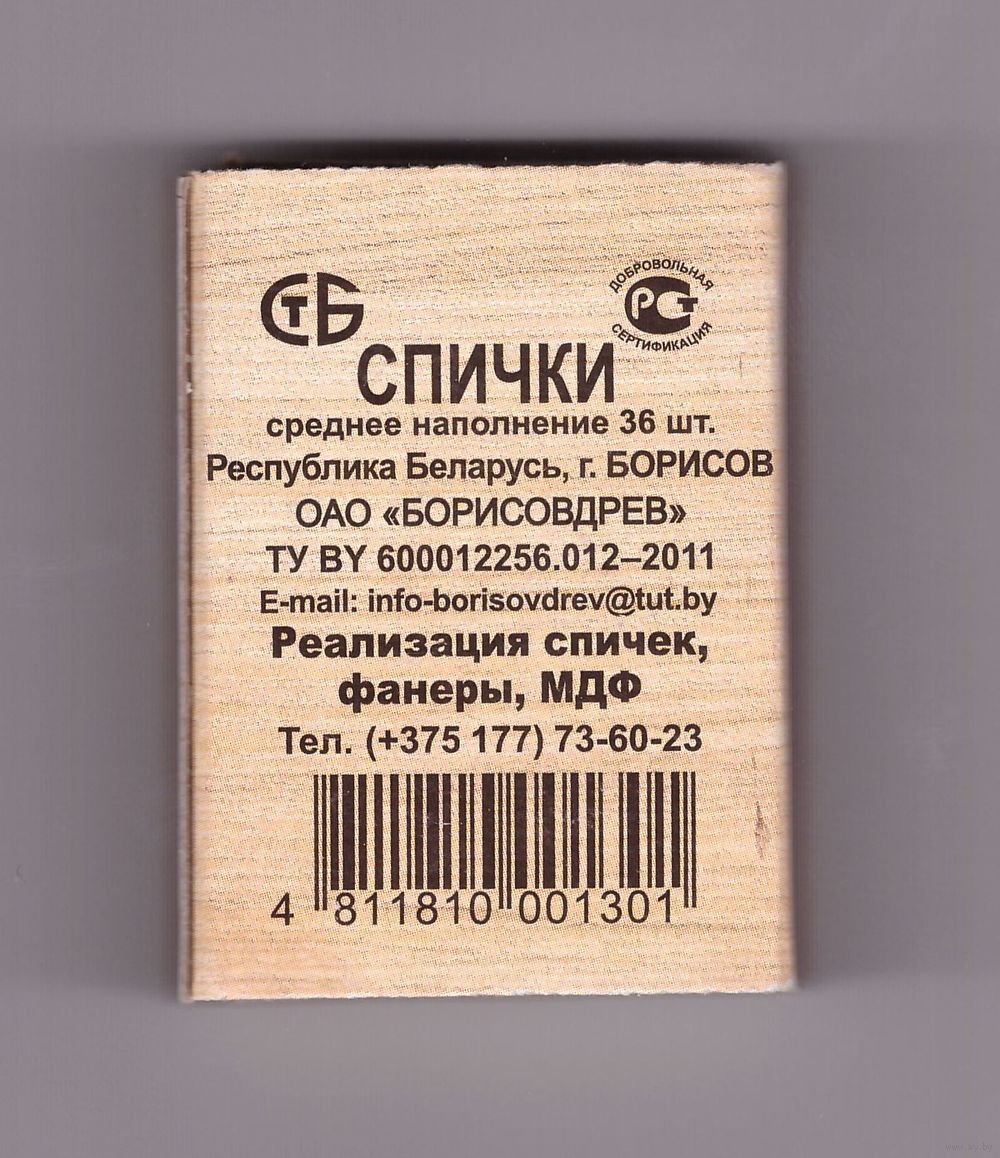 СТБ
ДОБРОВОЛЬНАЯ
РСТ
СЕРТИФИКАЦИЯ
СПИЧКИ
среднее наполнение 36 шт.
Республика Беларусь, г. БОРИСОВ
ОАО «БОРИСОВДРЕВ»
ТУ BY 600012256.012–2011
E-mail: info-borisovdrev@tut.by
Реализация спичек,
фанеры, МДФ
Тел. (+375 177) 73-60-23
4 811810 001301